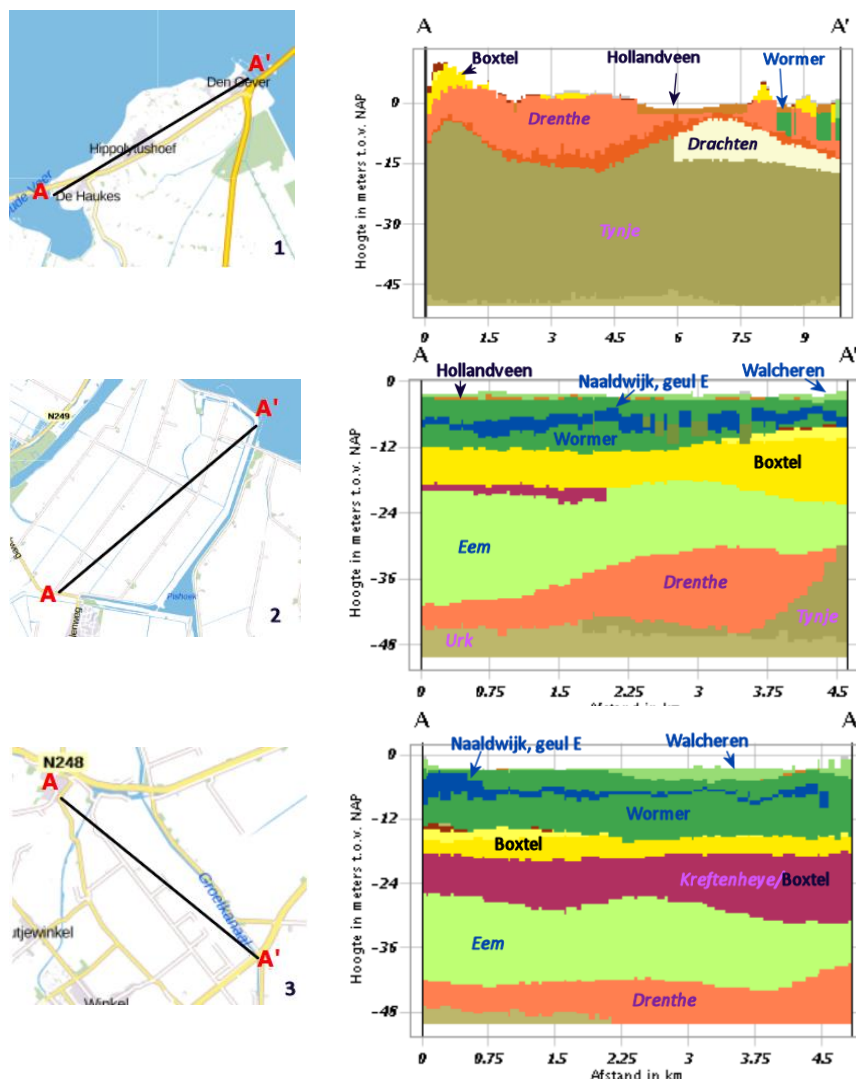 A
A'
Den Oever
Hippolytushoef
A
De Haukes
1
A
A'
Boxtel
Hollandveen
Wormer
Hoogte in meters t.o.v. NAP
0
-15
-30
-45
Drenthe
Drachten
Tynje
0
1.5
3
4.5
6
7.5
9
N249
A'
A
2
A
A'
Hollandveen
Naaldwijk, geul E
Walcheren
Hoogte in meters t.o.v. NAP
0
-12
-24
-36
-48
Wormer
Boxtel
Eem
Drenthe
Tynje
Urk
0
0.75
1.5
2.25
3
3.75
4.5
Afstand in km
N248
A
Groetkanaal
utjewinkel
A'
Winkel
3
A
A
Naaldwijk, geul E
Walcheren
Hoogte in meters t.o.v. NAP
0
-12
-24
-36
-48
Wormer
Boxtel
Kreftenheye/Boxtel
Eem
Drenthe
0
0.75
1.5
2.25
3
3.75
4.5
Afstand in km